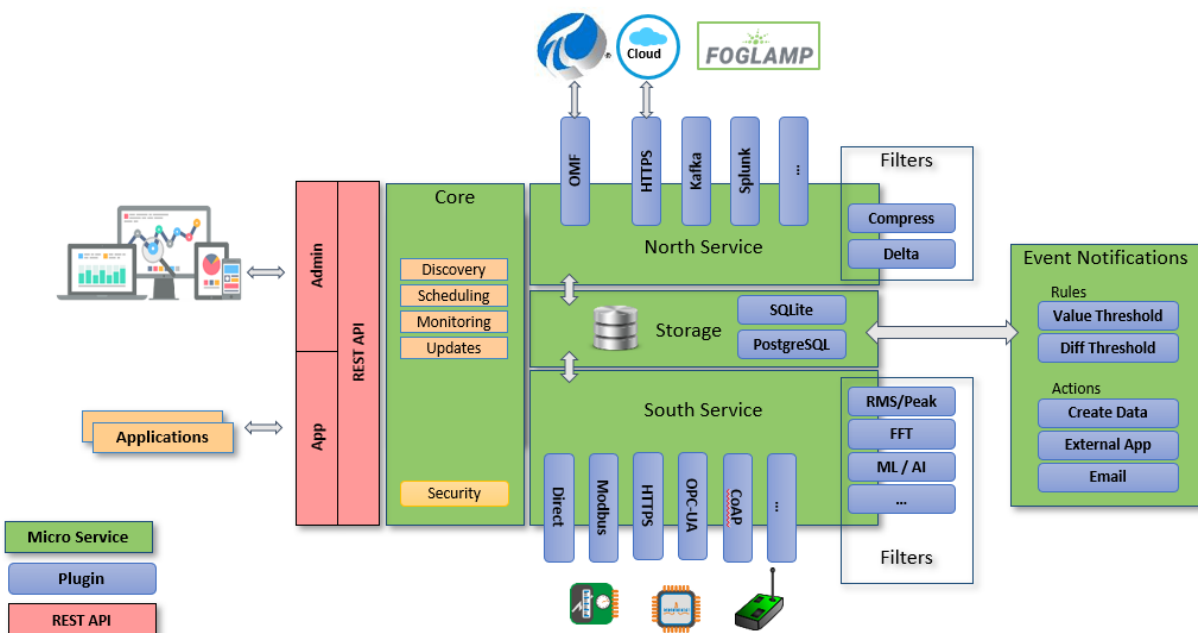 ®
Cloud
FOGLAMP
OMF
HTTPS
Kafka
Splunk
...
Filters
Compress
Delta
North Service
Core
Discovery
Scheduling
Monitoring
Updates
Security
Admin
App
REST API
Applications
Storage
SQLite
PostgreSQL
South Service
RMS/Peak
FFT
ML / AI
...
Filters
Direct
Modbus
HTTPS
OPC-UA
CoAP
...
Event Notifications
Rules
Value Threshold
Diff Threshold
Actions
Create Data
External App
Email
Micro Service
Plugin
REST API